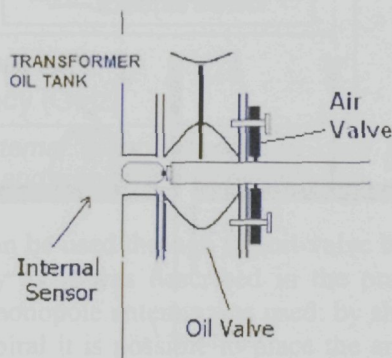 TRANSFORMER
OIL TANK
Air
Valve
Internal
Sensor
Oil Valve